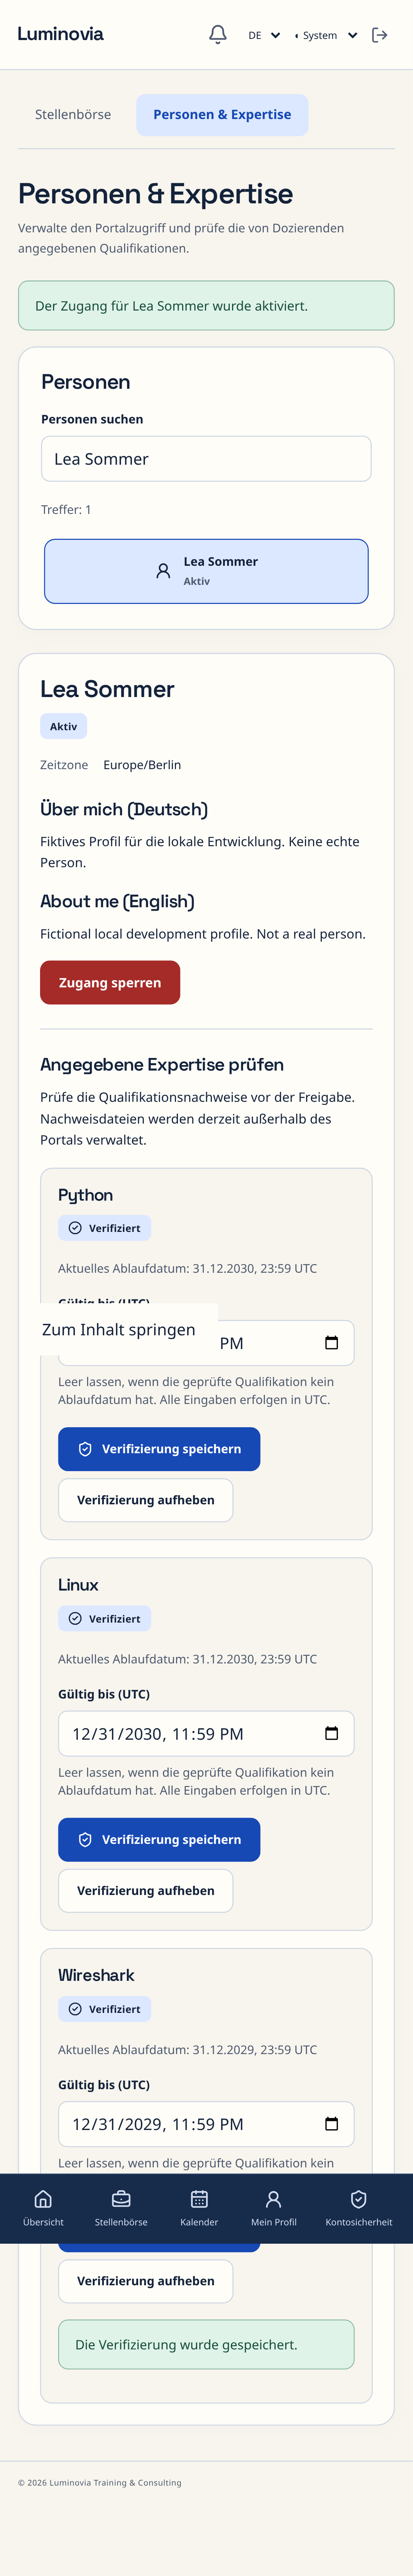 Luminovia
DE
System
Stellenbörse
Personen & Expertise
Personen & Expertise
Verwalte den Portalzugriff und prüfe die von Dozierenden
angegebenen Qualifikationen.
Der Zugang für Lea Sommer wurde aktiviert.
Personen
Personen suchen
Lea Sommer
Treffer: 1
Lea Sommer
Aktiv
Lea Sommer
Aktiv
Zeitzone Europe/Berlin
Über mich (Deutsch)
Fiktives Profil für die lokale Entwicklung. Keine echte
Person.
About me (English)
Fictional local development profile. Not a real person.
Zugang sperren
Angegebene Expertise prüfen
Prüfe die Qualifikationsnachweise vor der Freigabe.
Nachweisdateien werden derzeit außerhalb des
Portals verwaltet.
Python
Verifiziert
Aktuelles Ablaufdatum: 31.12.2030, 23:59 UTC
Gültig bis (UTC)
Zum Inhalt springen
PM
Leer lassen, wenn die geprüfte Qualifikation kein
Ablaufdatum hat. Alle Eingaben erfolgen in UTC.
Verifizierung speichern
Verifizierung aufheben
Linux
Verifiziert
Aktuelles Ablaufdatum: 31.12.2030, 23:59 UTC
Gültig bis (UTC)
12/31/2030, 11:59 PM
Leer lassen, wenn die geprüfte Qualifikation kein
Ablaufdatum hat. Alle Eingaben erfolgen in UTC.
Verifizierung speichern
Verifizierung aufheben
Wireshark
Verifiziert
Aktuelles Ablaufdatum: 31.12.2029, 23:59 UTC
Gültig bis (UTC)
12/31/2029, 11:59 PM
Leer lassen, wenn die geprüfte Qualifikation kein
Übersicht
Stellenbörse
Kalender
Mein Profil
Kontosicherheit
Verifizierung aufheben
Die Verifizierung wurde gespeichert.
© 2026 Luminovia Training & Consulting